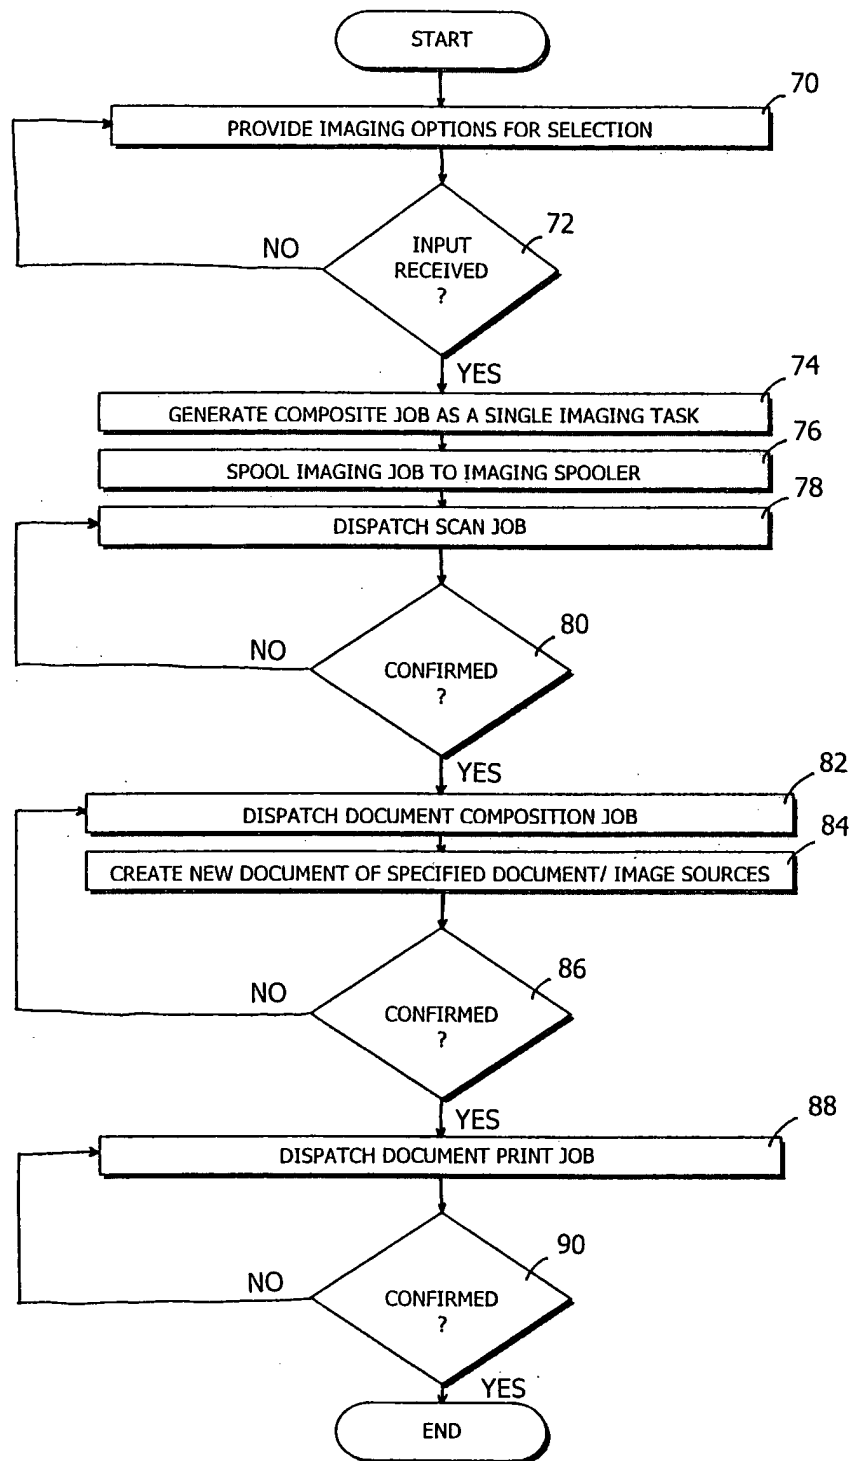 START
70
PROVIDE IMAGING OPTIONS FOR SELECTION
72
NO
INPUT
RECEIVED
?
YES
74
GENERATE COMPOSITE JOB AS A SINGLE IMAGING TASK
76
SPOOL IMAGING JOB TO IMAGING SPOOLER
78
DISPATCH SCAN JOB
80
NO
CONFIRMED
?
YES
82
DISPATCH DOCUMENT COMPOSITION JOB
84
CREATE NEW DOCUMENT OF SPECIFIED DOCUMENT/ IMAGE SOURCES
86
NO
CONFIRMED
?
YES
88
DISPATCH DOCUMENT PRINT JOB
90
NO
CONFIRMED
?
YES
END